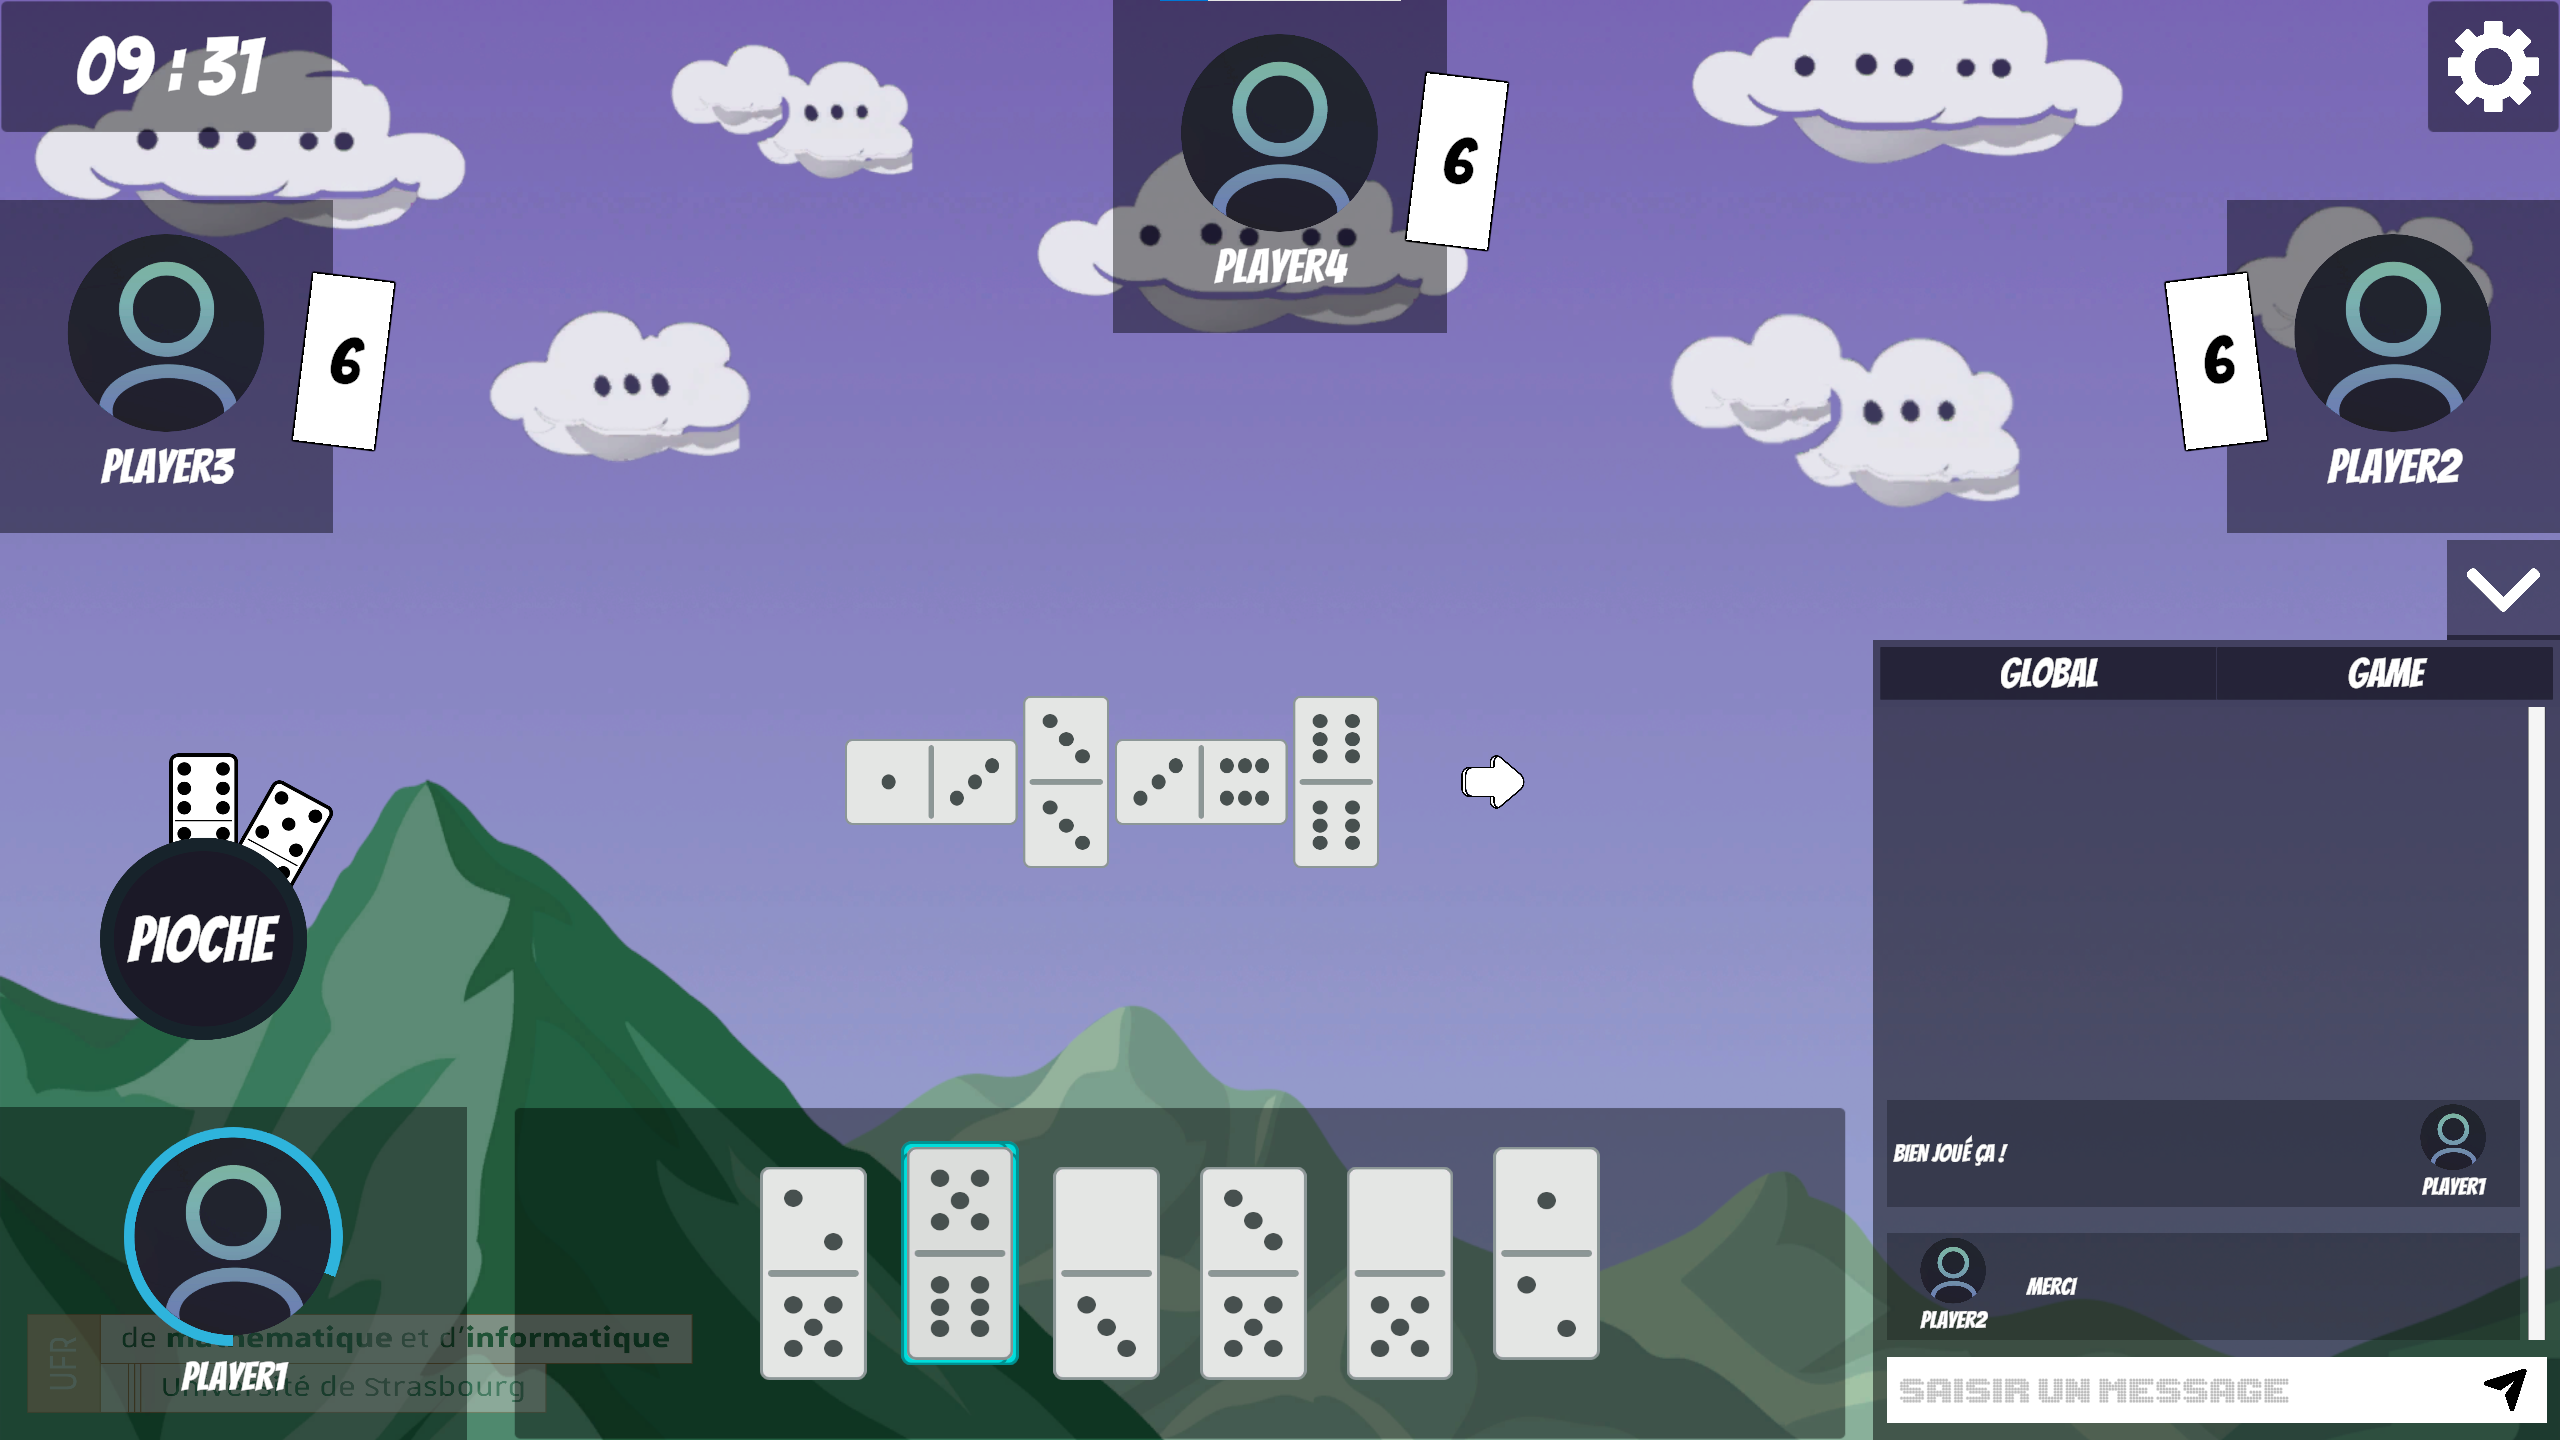 09:31
PLAYER4
6
PLAYER3
6
6
PLAYER2
GLOBAL
GAME
PIOCHE
BIEN JOUÉ ÇA !
PLAYER1
MERCI
PLAYER2
UFR
de mathématique et d'informatique
Université de Strasbourg
PLAYER1
SAISIR UN MESSAGE